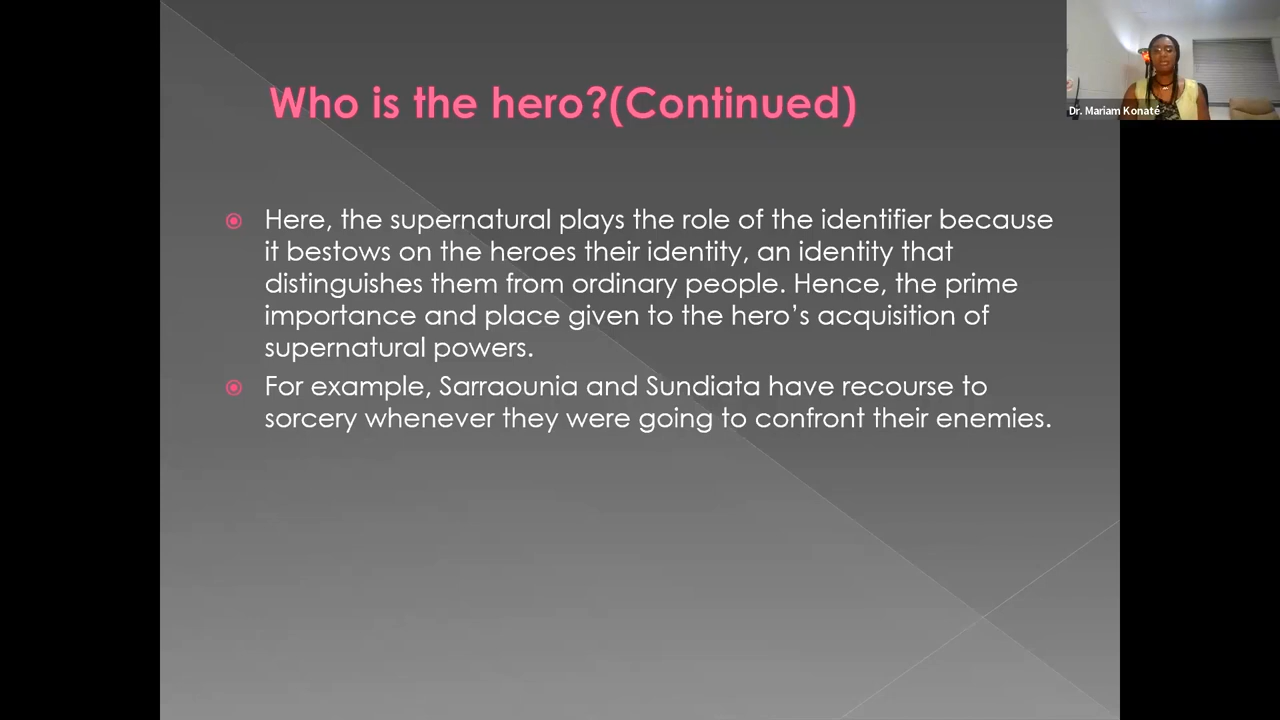 Who is the hero?(Continued)
Dr. Mariam Konaté
Here, the supernatural plays the role of the identifier because
it bestows on the heroes their identity, an identity that
distinguishes them from ordinary people. Hence, the prime
importance and place given to the hero’s acquisition of
supernatural powers.
For example, Sarraounia and Sundiata have recourse to
sorcery whenever they were going to confront their enemies.